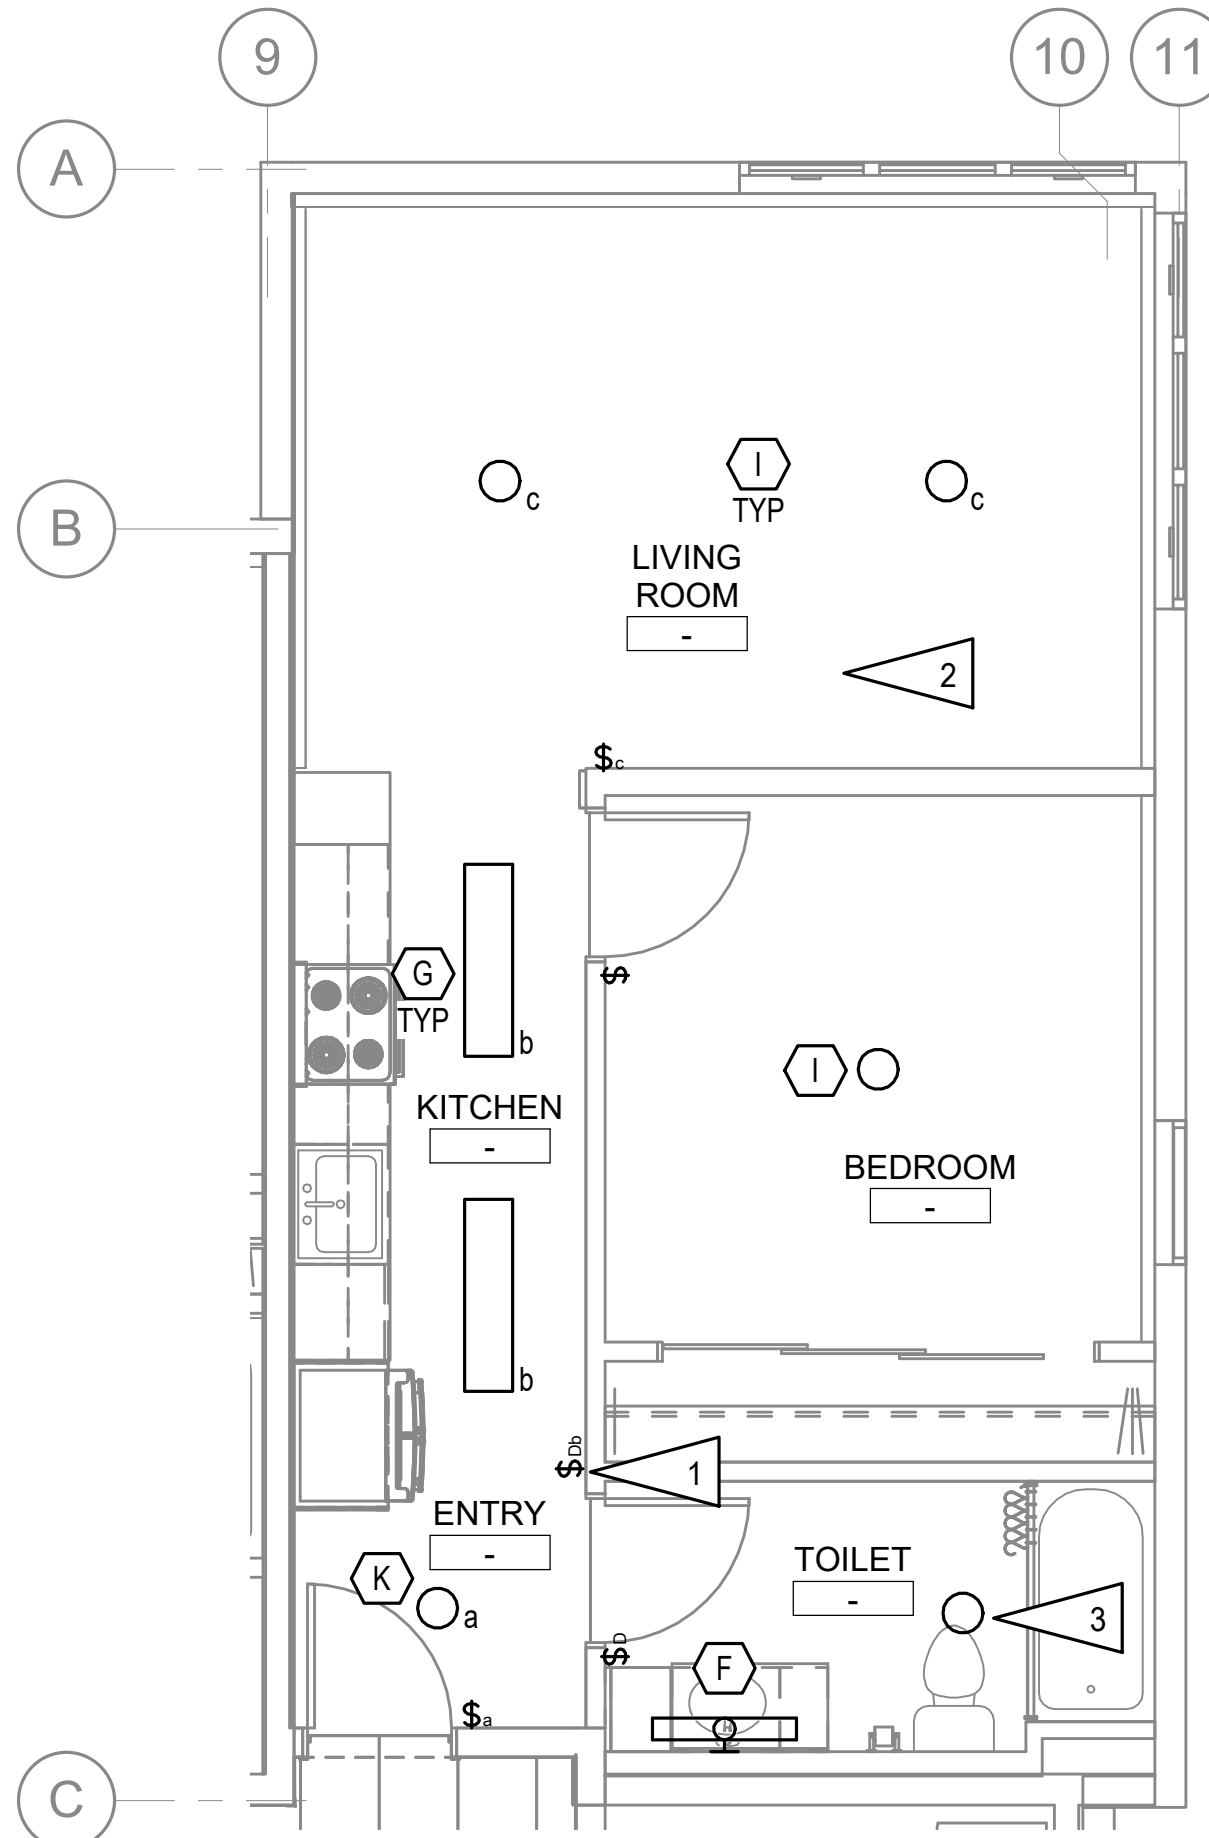 9
10
11
A
I
TYP
c
c
B
LIVING
ROOM
-
2
$c
G
TYP
$
b
I
KITCHEN
-
BEDROOM
-
b
$Db
1
ENTRY
-
TOILET
-
K
a
3
$D
F
$a
C